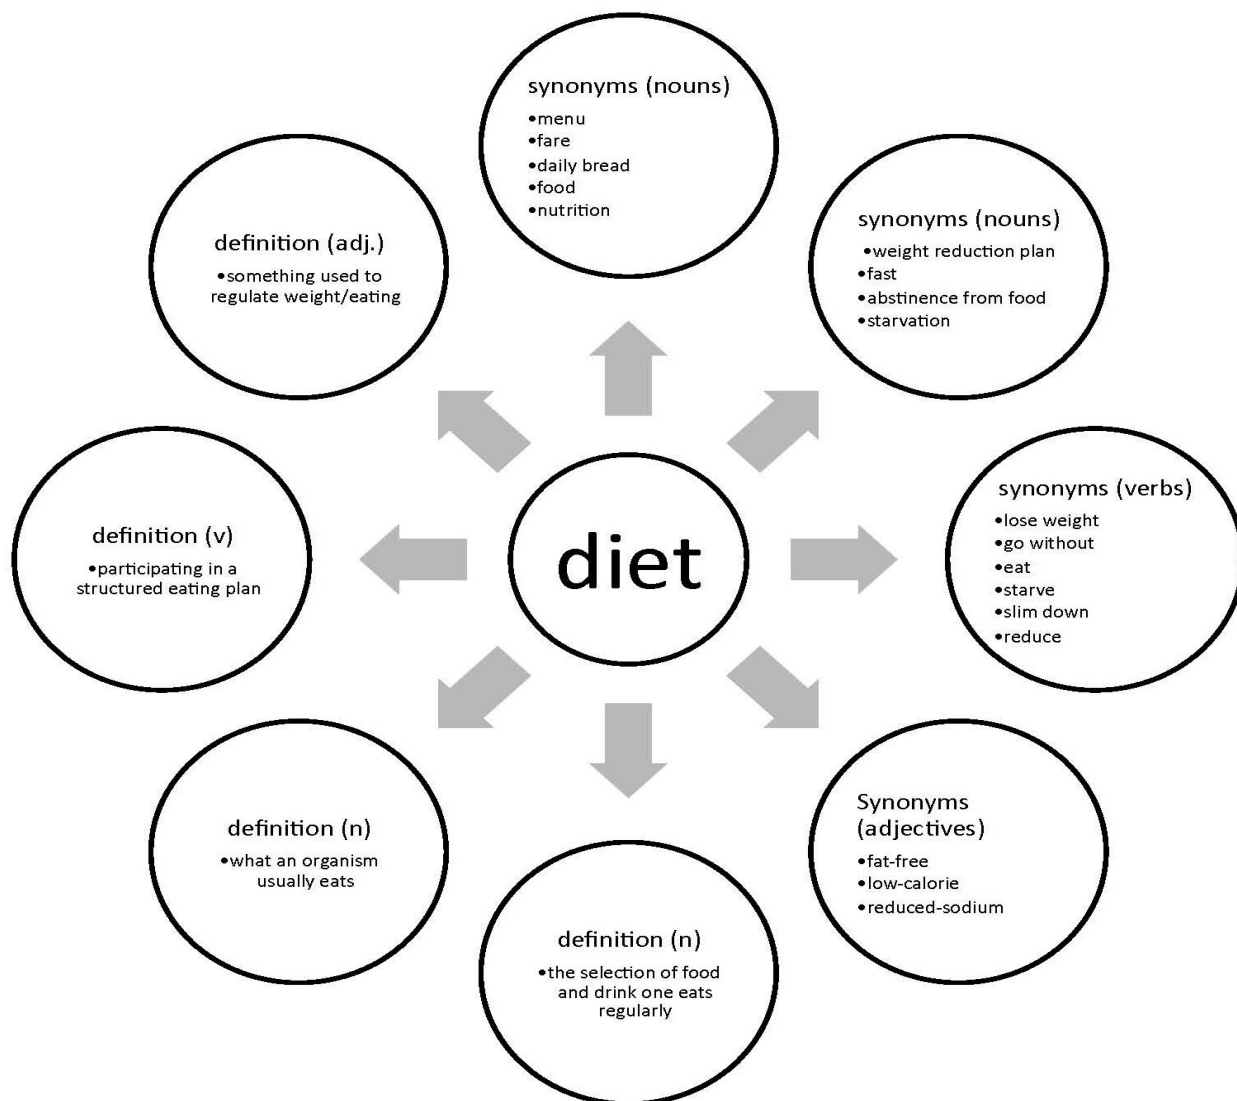 synonyms (nouns)
•menu
•fare
•daily bread
•food
•nutrition
synonyms (nouns)
•weight reduction plan
•fast
•abstinence from food
•starvation
synonyms (verbs)
•lose weight
•go without
•eat
•starve
•slim down
•reduce
Synonyms
(adjectives)
•fat-free
•low-calorie
•reduced-sodium
definition (n)
•the selection of food
and drink one eats
regularly
definition (n)
•what an organism
usually eats
definition (v)
•participating in a
structured eating plan
definition (adj.)
•something used to
regulate weight/eating
diet